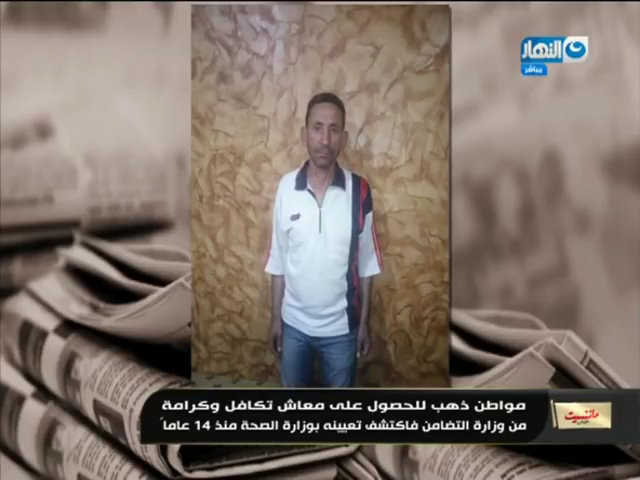 النهار
مباشر
مواطن ذهب للحصول على معاش تكافل وكرامة
من وزارة التضامن فاكتشف تعيينه بوزارة الصحة منذ 14 عاماً
مانشيت